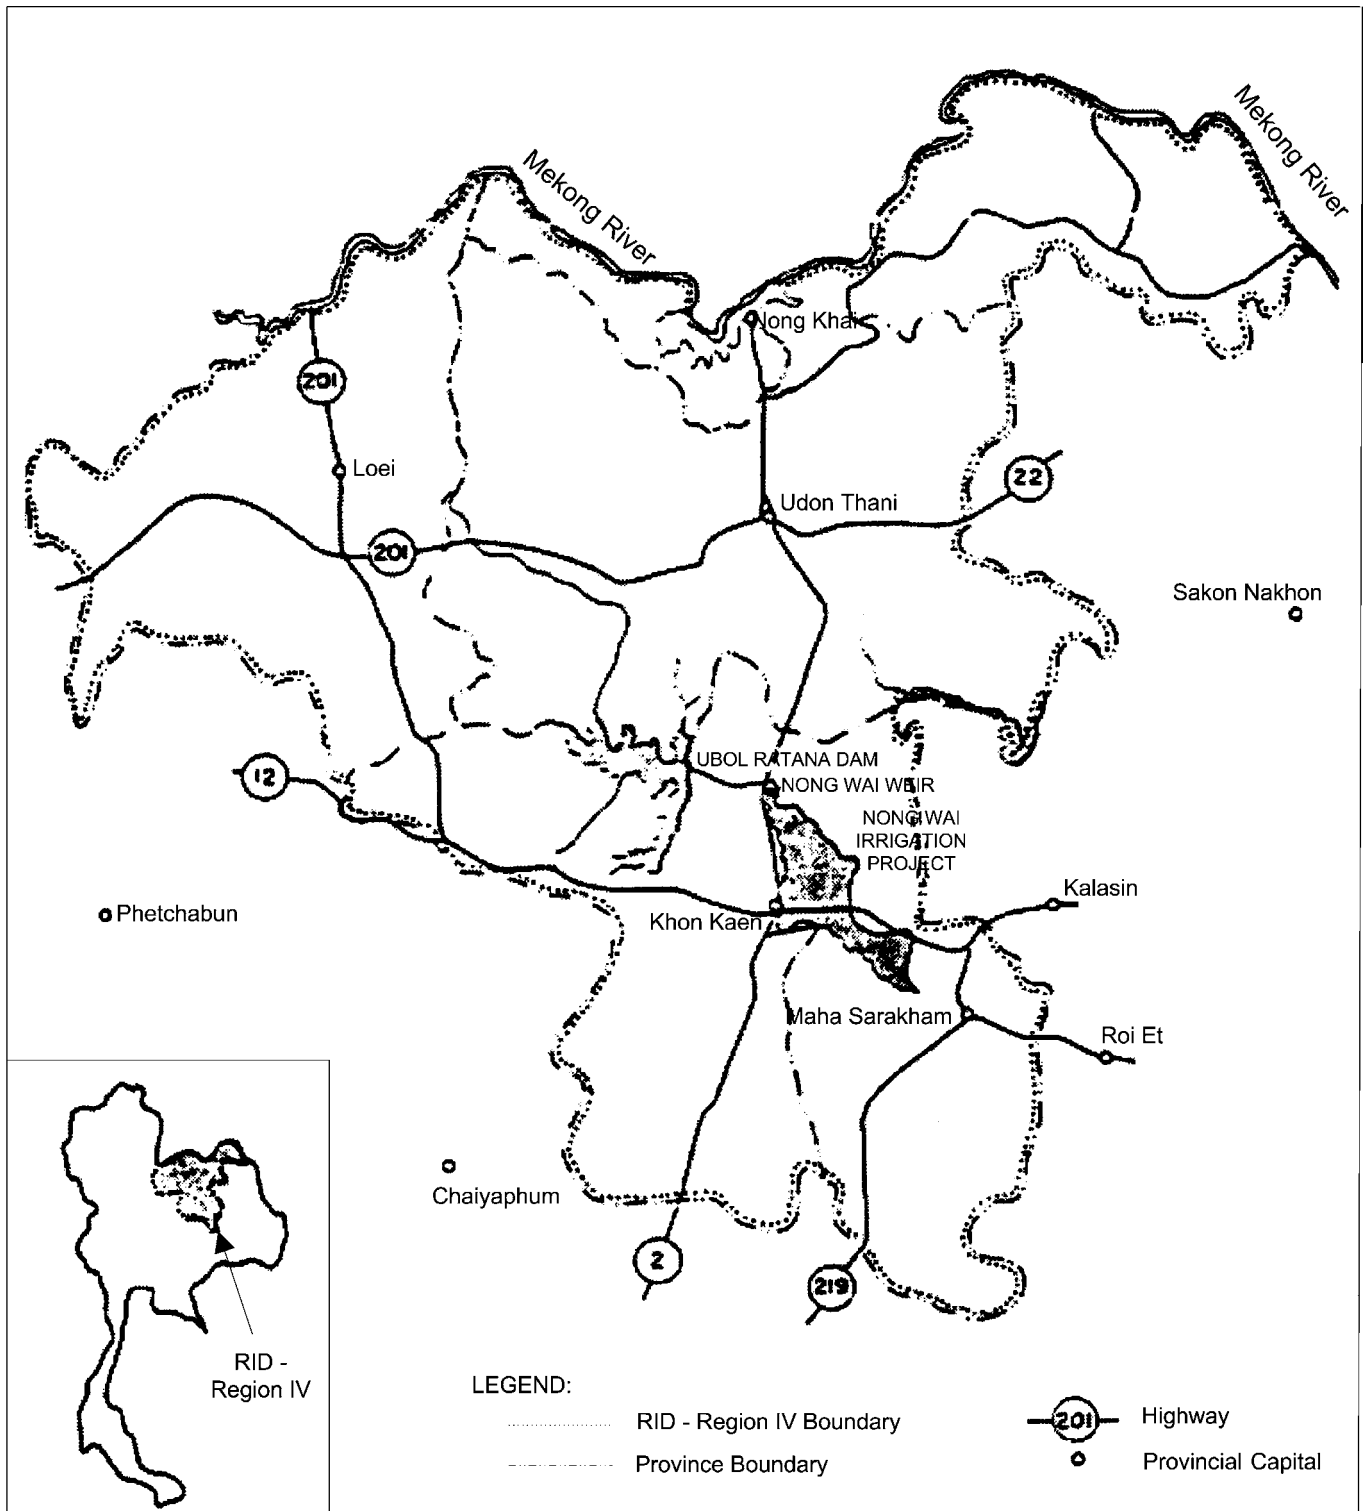 Mekong River
Mekong River
Nong Khai
201
Loei
22
Udon Thani
201
Sakon Nakhon
UBOL RATANA DAM
12
NONG WAI WEIR
NONG WAI
IRRIGATION
PROJECT
Kalasin
Phetchabun
Khon Kaen
Maha Sarakham
Roi Et
Chaiyaphum
2
219
RID -
Region IV
LEGEND:
RID - Region IV Boundary
Province Boundary
201
Highway
Provincial Capital